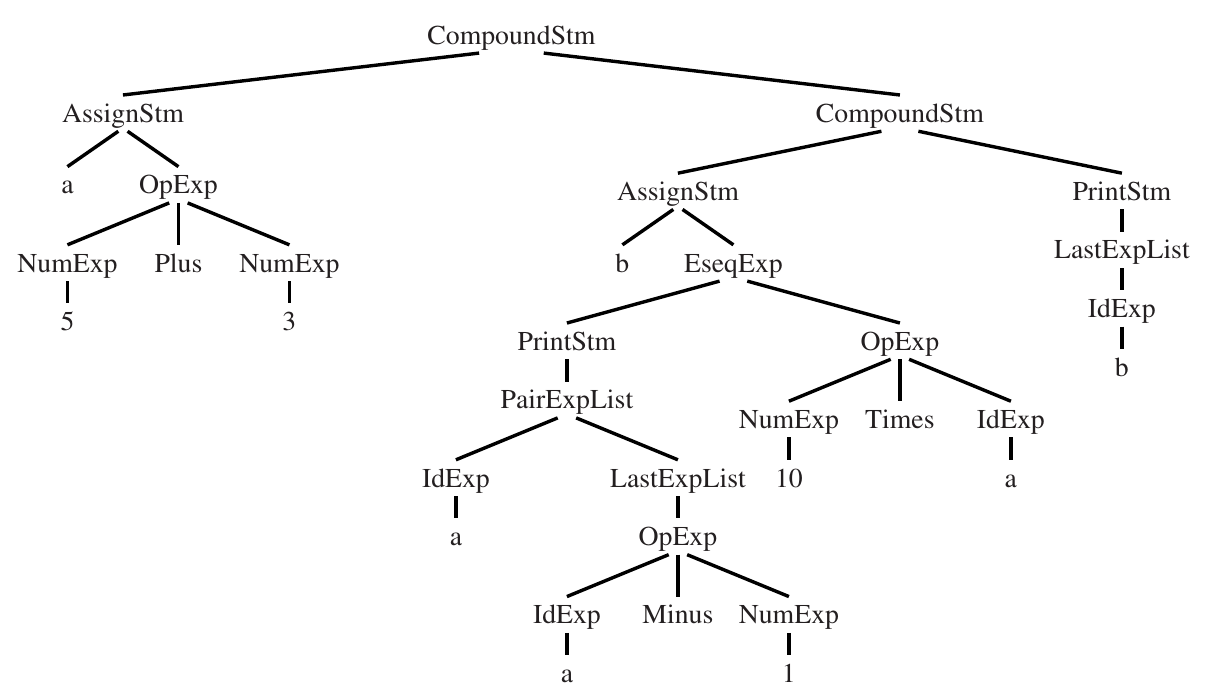 CompoundStm
AssignStm CompoundStm
a OpExp AssignStm PrintStm
NumExp Plus NumExp b EseqExp LastExpList
5 3 PrintStm OpExp IdExp
PairExpList NumExp Times IdExp b
IdExp LastExpList 10 a
a OpExp
IdExp Minus NumExp
a 1